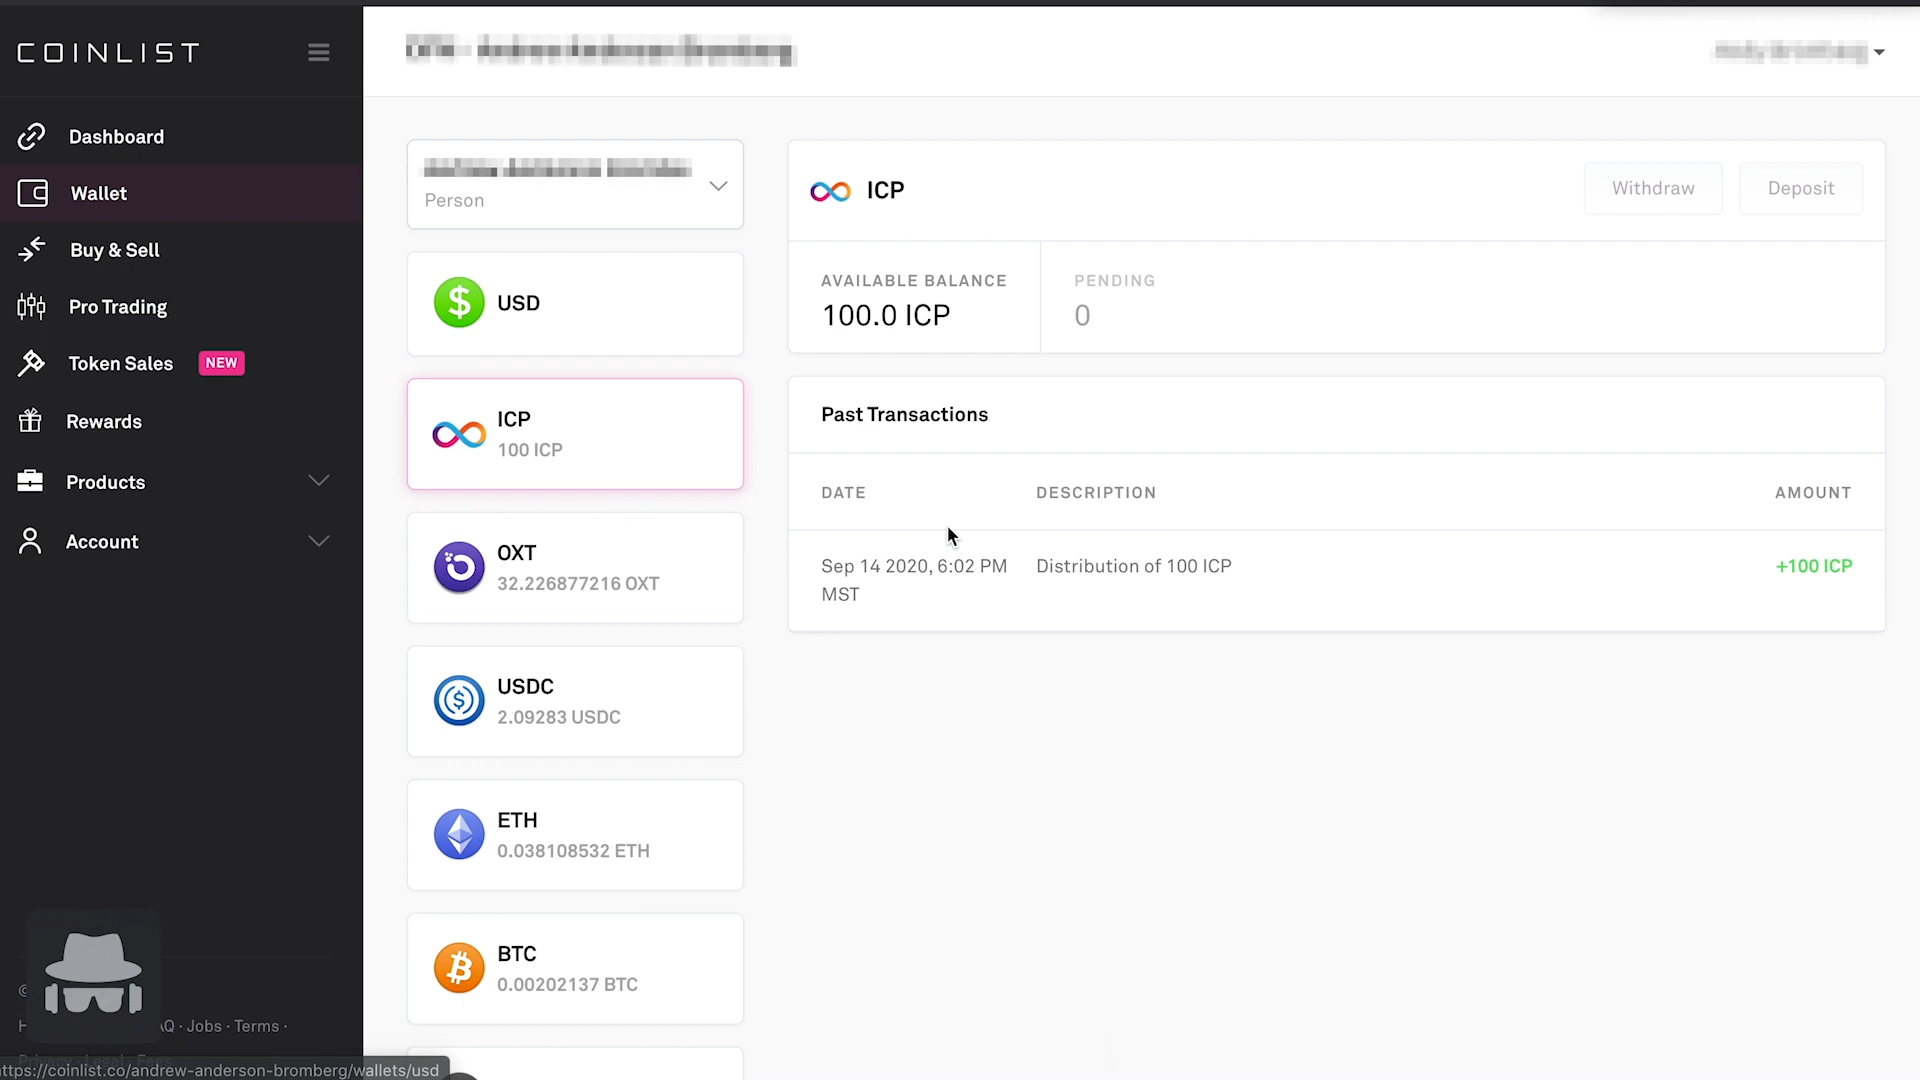 COINLIST
Dashboard
Wallet
Buy & Sell
Pro Trading
Token Sales NEW
Rewards
Products
Account
AQ · Jobs · Terms ·
Privacy · Legal · Fees
ttps://coinlist.co/andrew-anderson-bromberg/wallets/usd
Person
USD
ICP
100 ICP
OXT
32.226877216 OXT
USDC
2.09283 USDC
ETH
0.038108532 ETH
BTC
0.00202137 BTC
ICP
Withdraw
Deposit
AVAILABLE BALANCE
100.0 ICP
PENDING
0
Past Transactions
DATE DESCRIPTION AMOUNT
Sep 14 2020, 6:02 PM Distribution of 100 ICP +100 ICP
MST